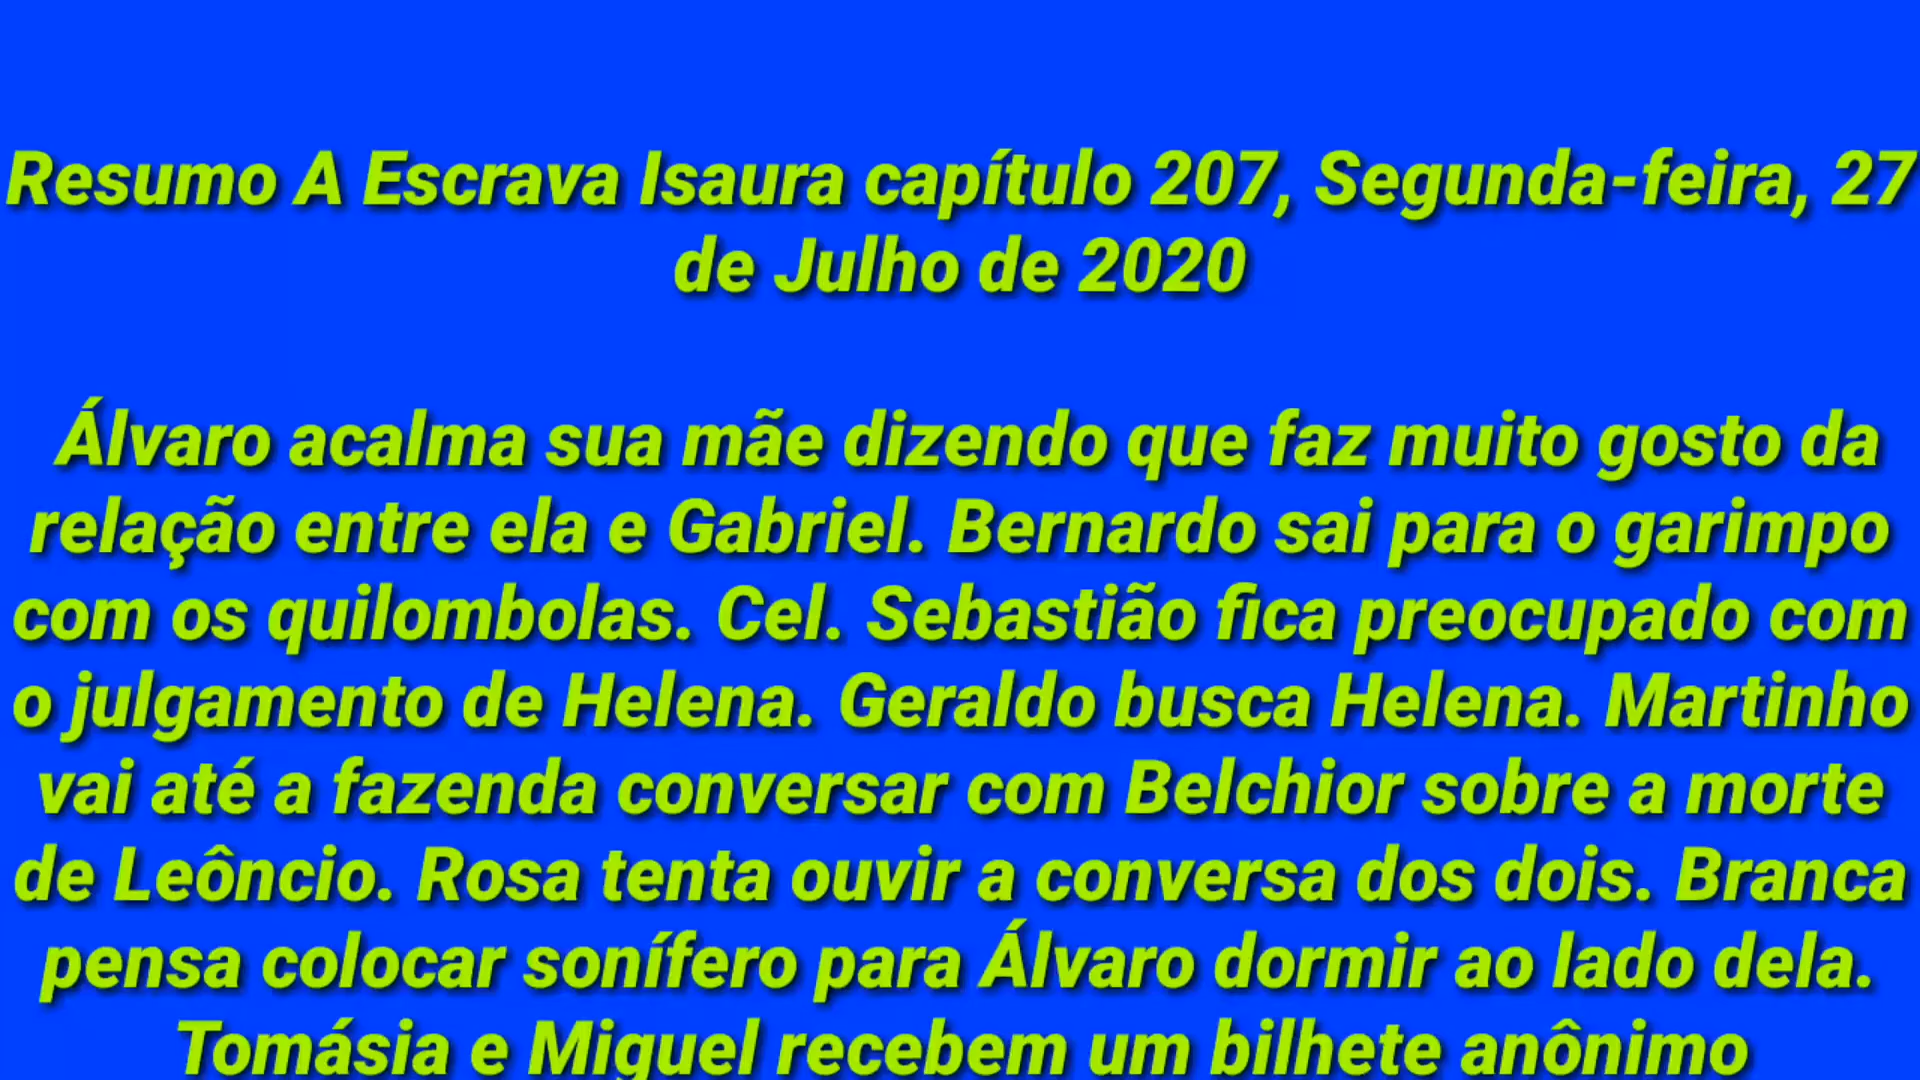 Resumo A Escrava Isaura capítulo 207, Segunda-feira, 27
de Julho de 2020
Álvaro acalma sua mãe dizendo que faz muito gosto da
relação entre ela e Gabriel. Bernardo sai para o garimpo
com os quilombolas. Cel. Sebastião fica preocupado com
o julgamento de Helena. Geraldo busca Helena. Martinho
vai até a fazenda conversar com Belchior sobre a morte
de Leôncio. Rosa tenta ouvir a conversa dos dois. Branca
pensa colocar sonífero para Álvaro dormir ao lado dela.
Tomásia e Miguel recebem um bilhete anônimo